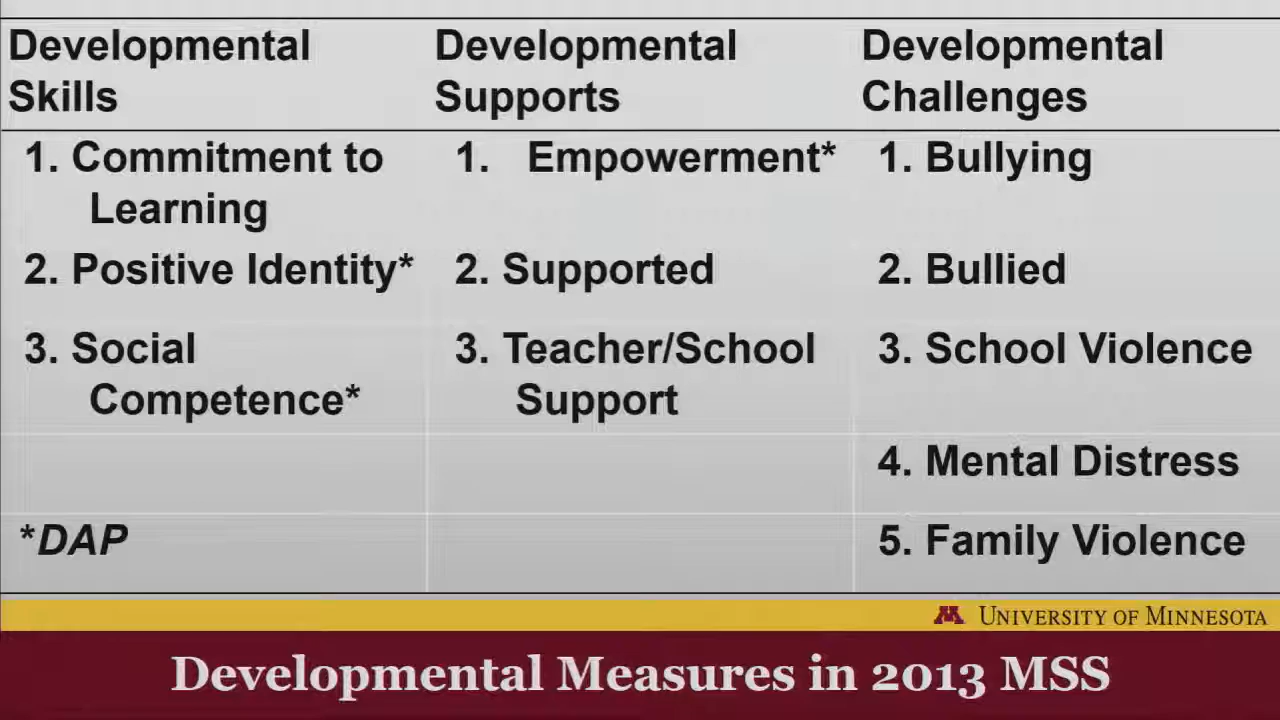 Developmental
Skills
Developmental
Supports
Developmental
Challenges
1. Commitment to
Learning
1. Empowerment*
1. Bullying
2. Positive Identity*
2. Supported
2. Bullied
3. Social
Competence*
3. Teacher/School
Support
3. School Violence
4. Mental Distress
*DAP
5. Family Violence
M UNIVERSITY OF MINNESOTA
Developmental Measures in 2013 MSS